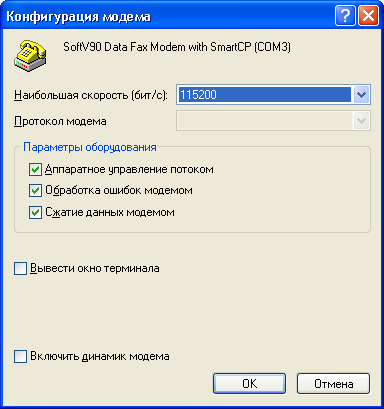 Конфигурация модема
SoftV90 Data Fax Modem with SmartCP (COM3)
Наибольшая скорость (бит/с): 115200
Протокол модема
Параметры оборудования
Аппаратное управление потоком
Обработка ошибок модемом
Сжатие данных модемом
Вывести окно терминала
Включить динамик модема
ОК Отмена